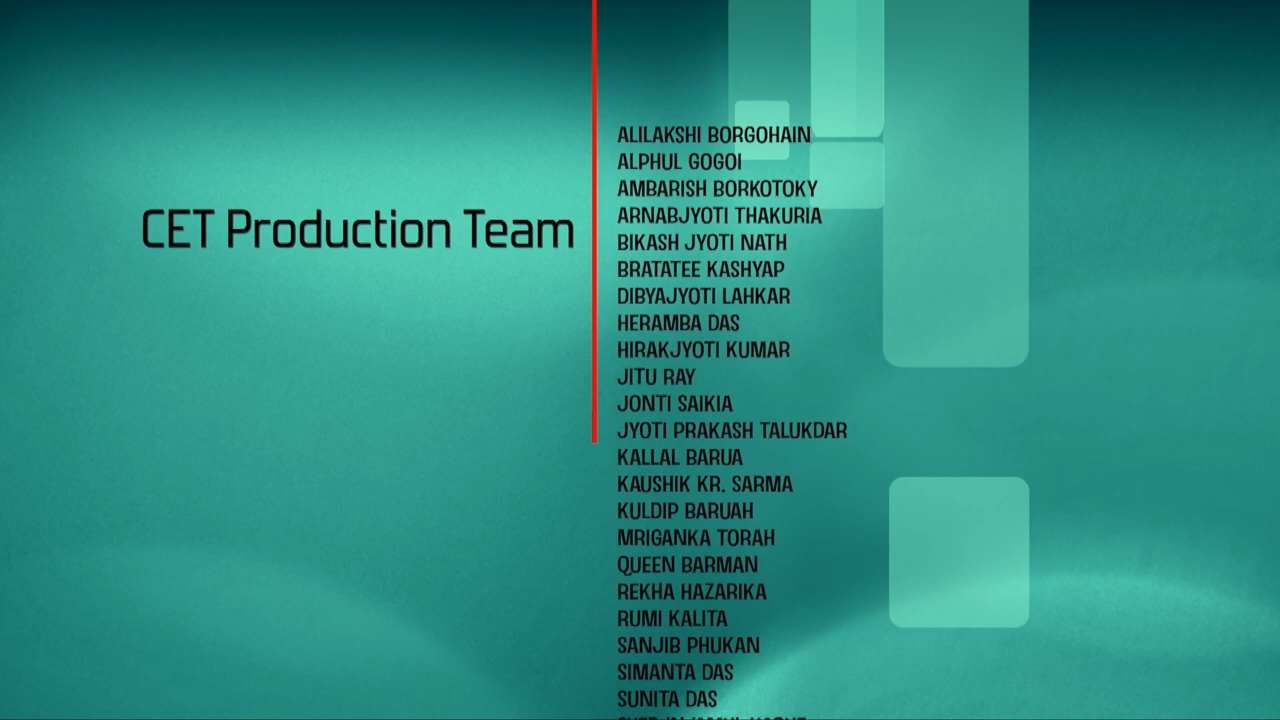 CET Production Team
ALILAKSHI BORGOHAIN
ALPHUL GOGOI
AMBARISH BORKOTOKY
ARNABJYOTI THAKURIA
BIKASH JYOTI NATH
BRATATEE KASHYAP
DIBYAJYOTI LAHKAR
HERAMBA DAS
HIRAKJYOTI KUMAR
JITU RAY
JONTI SAIKIA
JYOTI PRAKASH TALUKDAR
KALLAL BARUA
KAUSHIK KR. SARMA
KULDIP BARUAH
MRIGANKA TORAH
QUEEN BARMAN
REKHA HAZARIKA
RUMI KALITA
SANJIB PHUKAN
SIMANTA DAS
SUNITA DAS